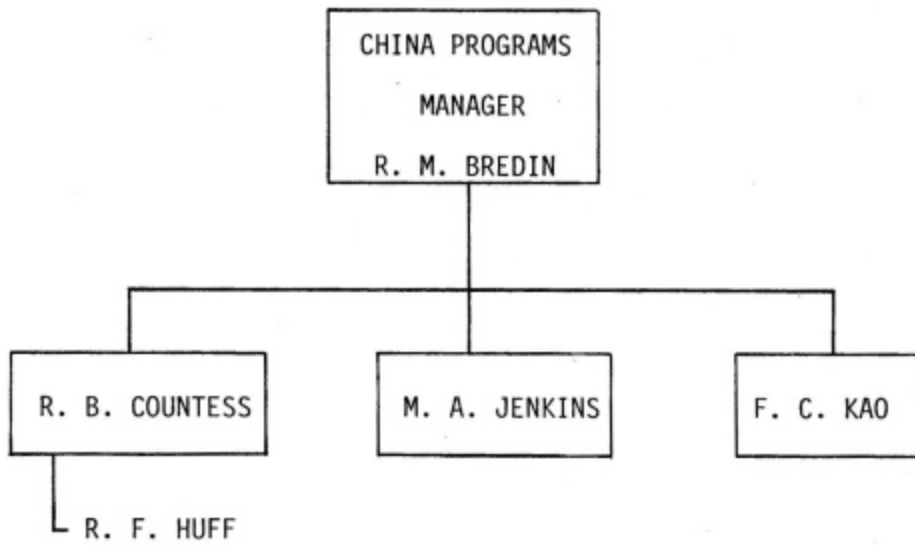 CHINA PROGRAMS
MANAGER
R. M. BREDIN
R. B. COUNTESS
M. A. JENKINS
F. C. KAO
R. F. HUFF